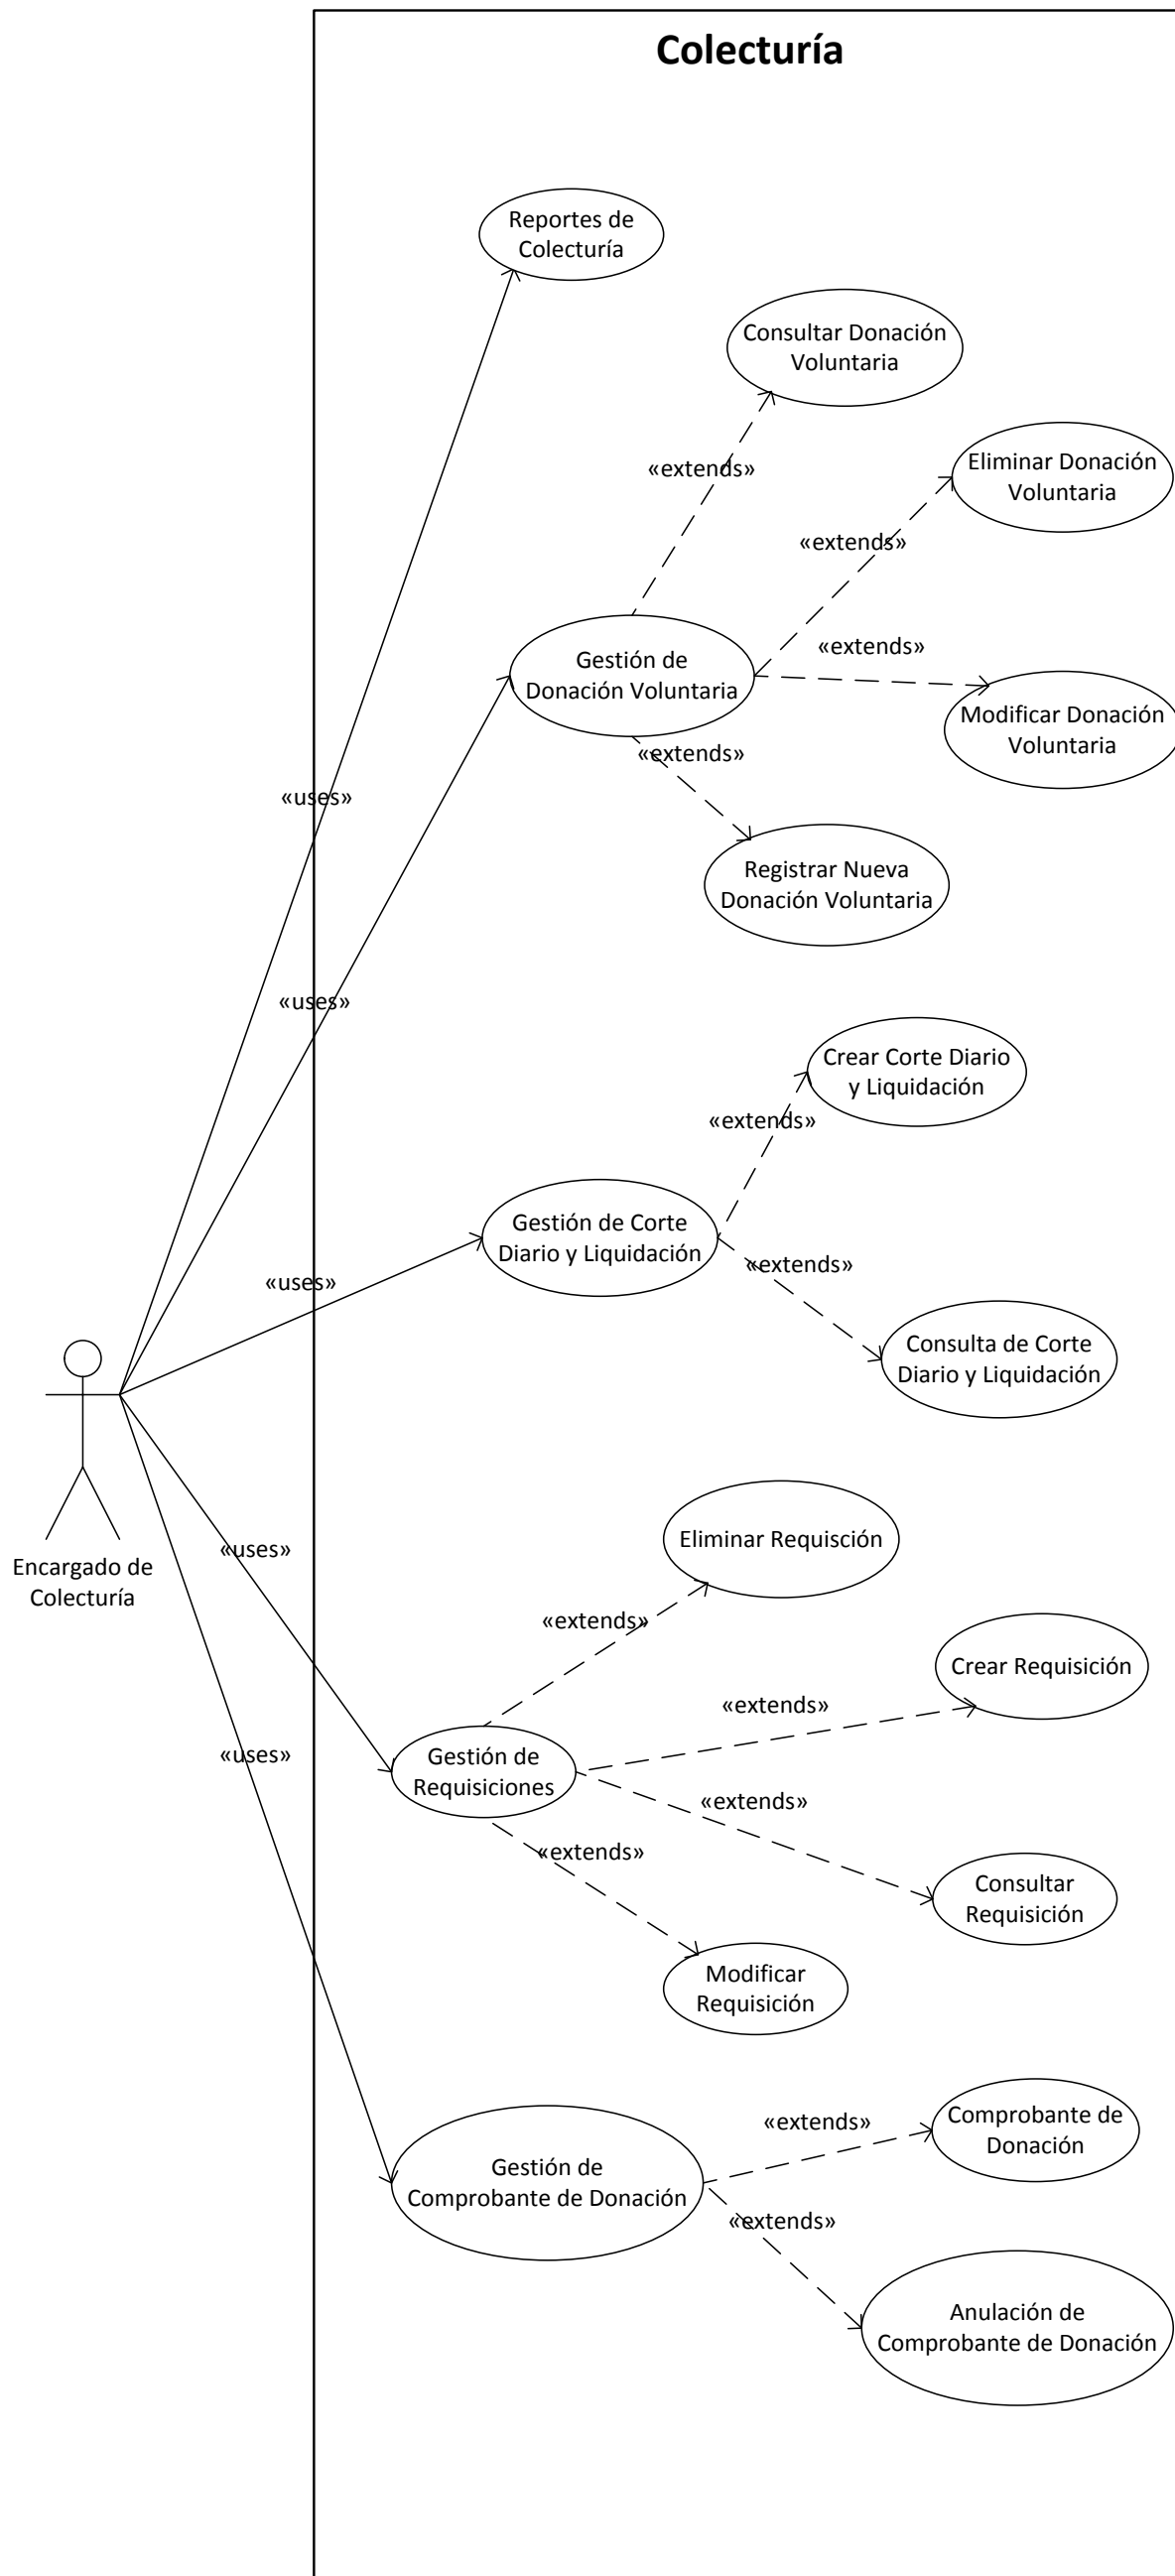 Colecturía
Reportes de
Colecturía
Consultar Donación
Voluntaria
«extends»
Eliminar Donación
Voluntaria
«extends»
«extends»
Gestión de
Donación Voluntaria
Modificar Donación
Voluntaria
«extends»
«uses»
Registrar Nueva
Donación Voluntaria
«uses»
Crear Corte Diario
y Liquidación
«extends»
Gestión de Corte
Diario y Liquidación
«extends»
«uses»
Consulta de Corte
Diario y Liquidación
Eliminar Requisción
«uses»
Encargado de
Colecturía
«extends»
Crear Requisición
«extends»
«uses»
Gestión de
Requisiciones
«extends»
«extends»
Consultar
Requisición
Modificar
Requisición
«extends»
Comprobante de
Donación
Gestión de
Comprobante de Donación
«extends»
Anulación de
Comprobante de Donación